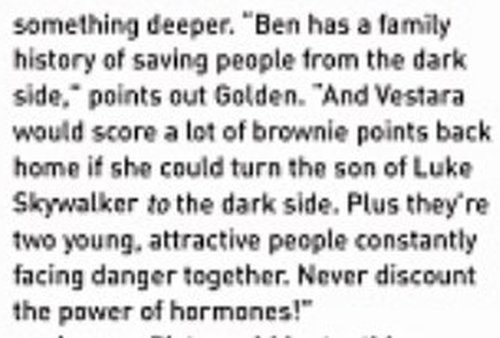 something deeper. "Ben has a family
history of saving people from the dark
side," points out Golden. "And Vestara
would score a lot of brownie points back
home if she could turn the son of Luke
Skywalker to the dark side. Plus they're
two young, attractive people constantly
facing danger together. Never discount
the power of hormones!"